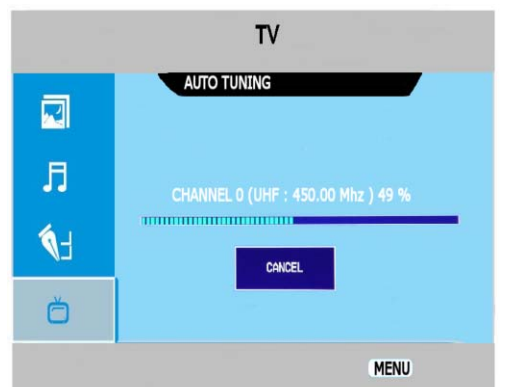 TV
AUTO TUNING
CHANNEL 0 (UHF : 450.00 Mhz ) 49 %
CANCEL
MENU